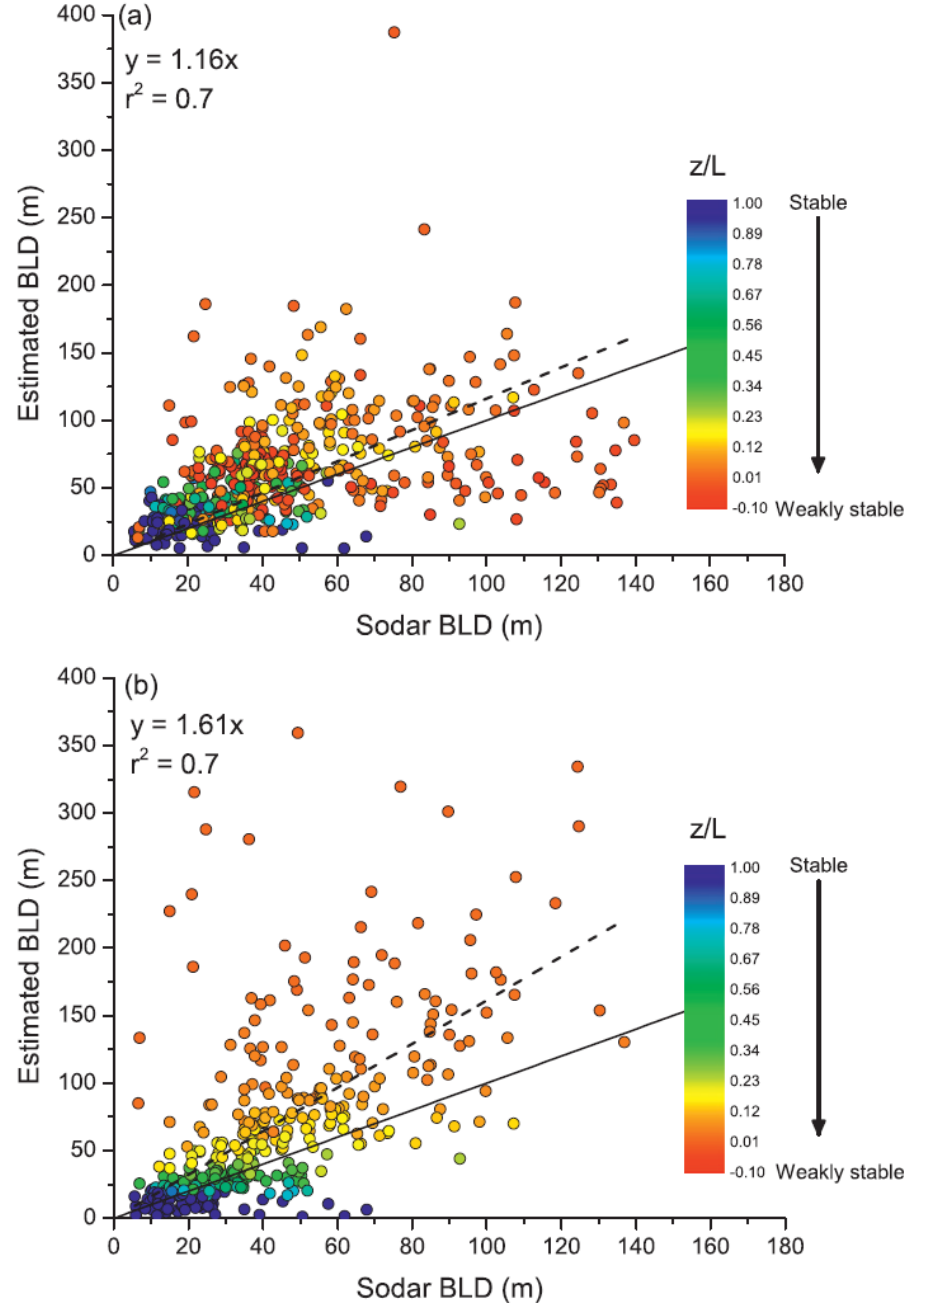 (a)
y = 1.16x
r² = 0.7
400
350
300
250
200
150
100
50
0
Estimated BLD (m)
0 20 40 60 80 100 120 140 160 180
Sodar BLD (m)
z/L
1.00
0.89
0.78
0.67
0.56
0.45
0.34
0.23
0.12
0.01
-0.10
Stable
Weakly stable
(b)
y = 1.61x
r² = 0.7
400
350
300
250
200
150
100
50
0
Estimated BLD (m)
0 20 40 60 80 100 120 140 160 180
Sodar BLD (m)
z/L
1.00
0.89
0.78
0.67
0.56
0.45
0.34
0.23
0.12
0.01
-0.10
Stable
Weakly stable